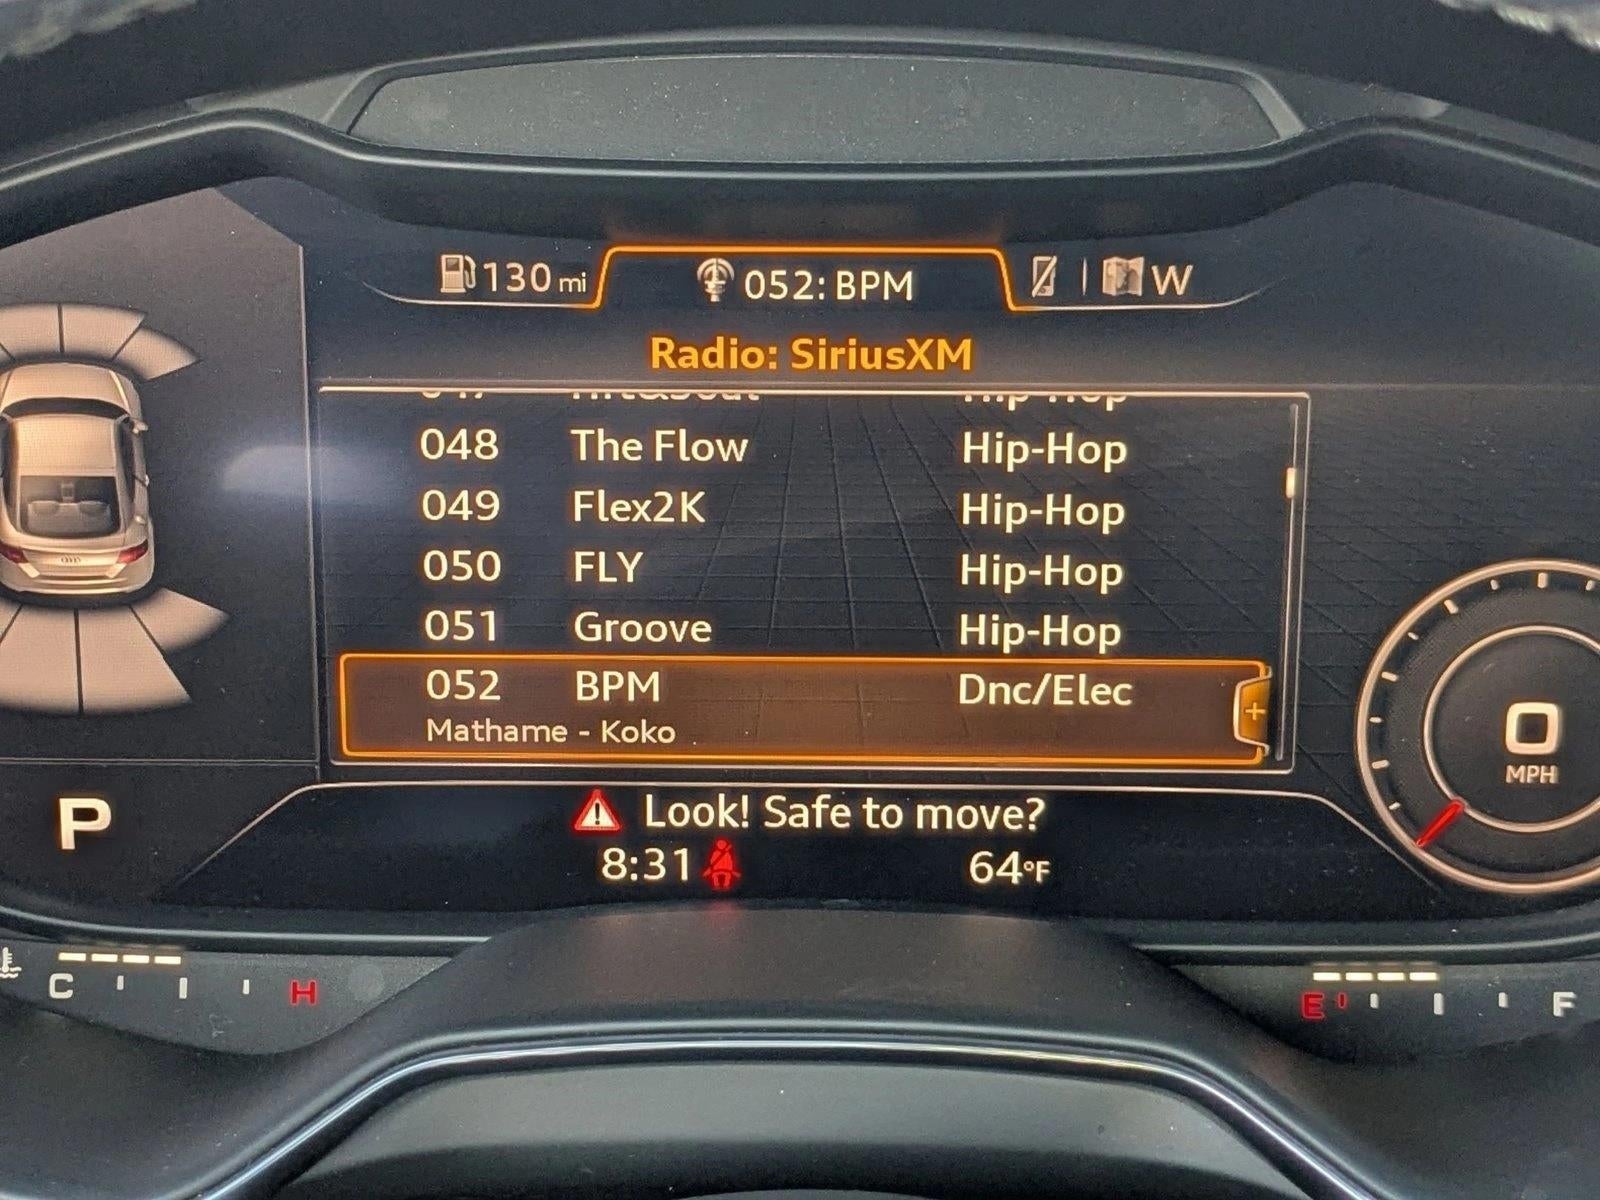 130 mi
052: BPM
W
Radio: SiriusXM
048 The Flow Hip-Hop
049 Flex2K Hip-Hop
050 FLY Hip-Hop
051 Groove Hip-Hop
052 BPM Dnc/Elec
Mathame - Koko
+
0
MPH
P
Look! Safe to move?
8:31 64°F
C H
E F